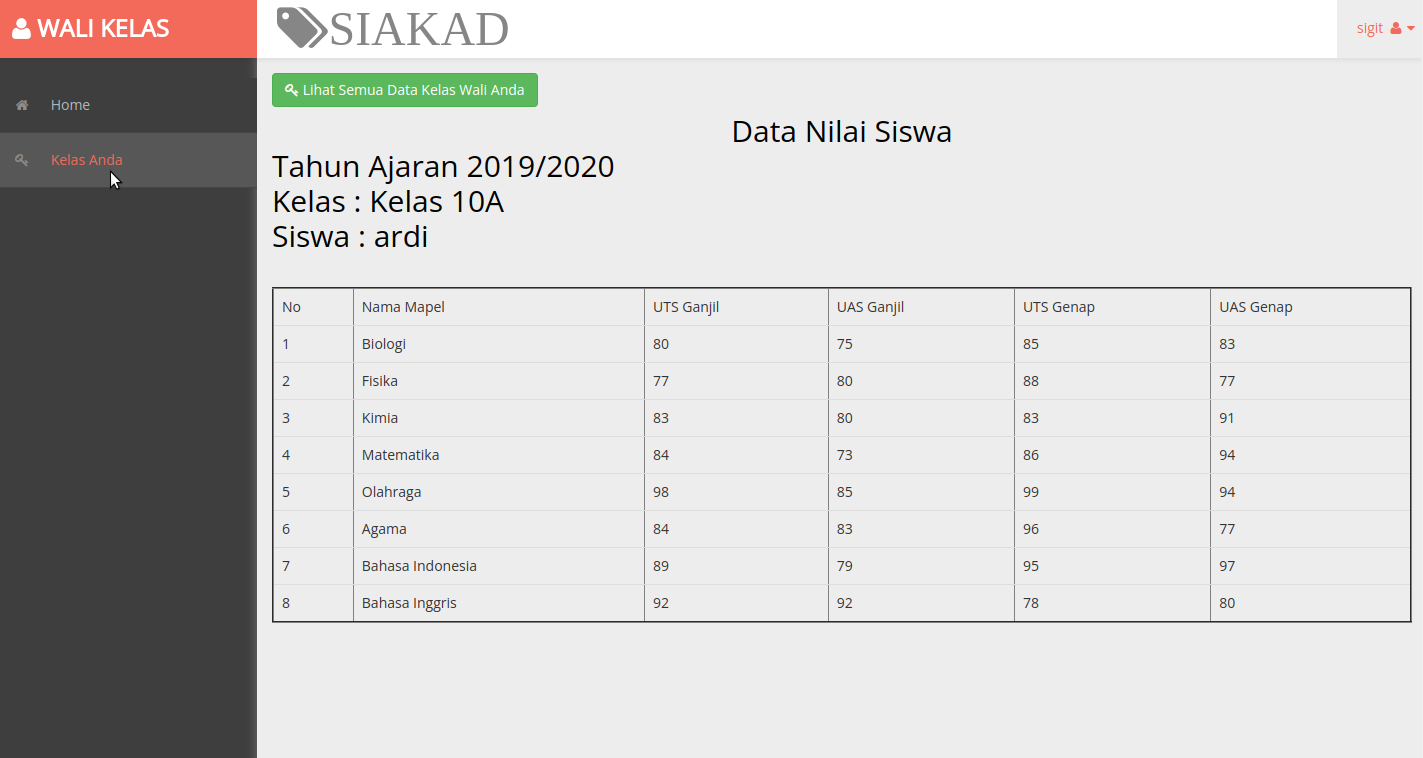 WALI KELAS
SIAKAD
sigit
Home
Kelas Anda
Lihat Semua Data Kelas Wali Anda
Data Nilai Siswa
Tahun Ajaran 2019/2020
Kelas : Kelas 10A
Siswa : ardi
No Nama Mapel UTS Ganjil UAS Ganjil UTS Genap UAS Genap
1 Biologi 80 75 85 83
2 Fisika 77 80 88 77
3 Kimia 83 80 83 91
4 Matematika 84 73 86 94
5 Olahraga 98 85 99 94
6 Agama 84 83 96 77
7 Bahasa Indonesia 89 79 95 97
8 Bahasa Inggris 92 92 78 80